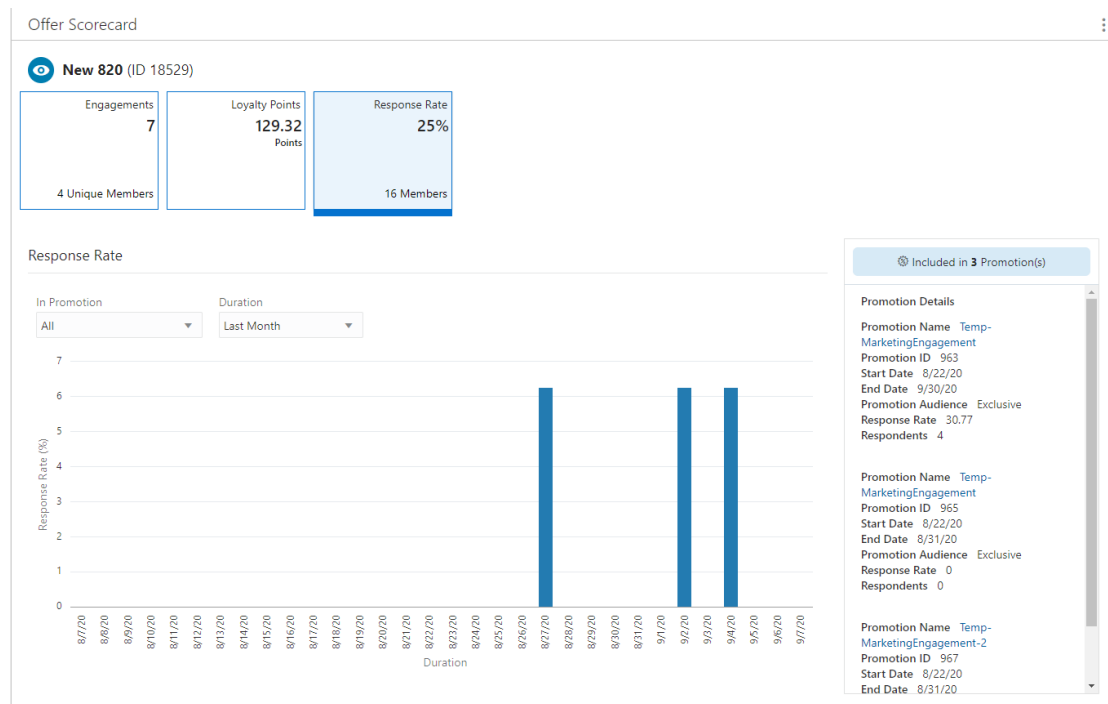 Offer Scorecard
New 820 (ID 18529)
Engagements
7
4 Unique Members
Loyalty Points
129.32
Points
Response Rate
25%
16 Members
Response Rate
In Promotion
All
Duration
Last Month
7
6
5
4
3
2
1
0
Response Rate (%)
8/7/20
8/8/20
8/9/20
8/10/20
8/11/20
8/12/20
8/13/20
8/14/20
8/15/20
8/16/20
8/17/20
8/18/20
8/19/20
8/20/20
8/21/20
8/22/20
8/23/20
8/24/20
8/25/20
8/26/20
8/27/20
8/28/20
8/29/20
8/30/20
8/31/20
9/1/20
9/2/20
9/3/20
9/4/20
9/5/20
9/6/20
9/7/20
Duration
Included in 3 Promotion(s)
Promotion Details
Promotion Name Temp-
MarketingEngagement
Promotion ID 963
Start Date 8/22/20
End Date 9/30/20
Promotion Audience Exclusive
Response Rate 30.77
Respondents 4
Promotion Name Temp-
MarketingEngagement
Promotion ID 965
Start Date 8/22/20
End Date 8/31/20
Promotion Audience Exclusive
Response Rate 0
Respondents 0
Promotion Name Temp-
MarketingEngagement-2
Promotion ID 967
Start Date 8/22/20
End Date 8/31/20